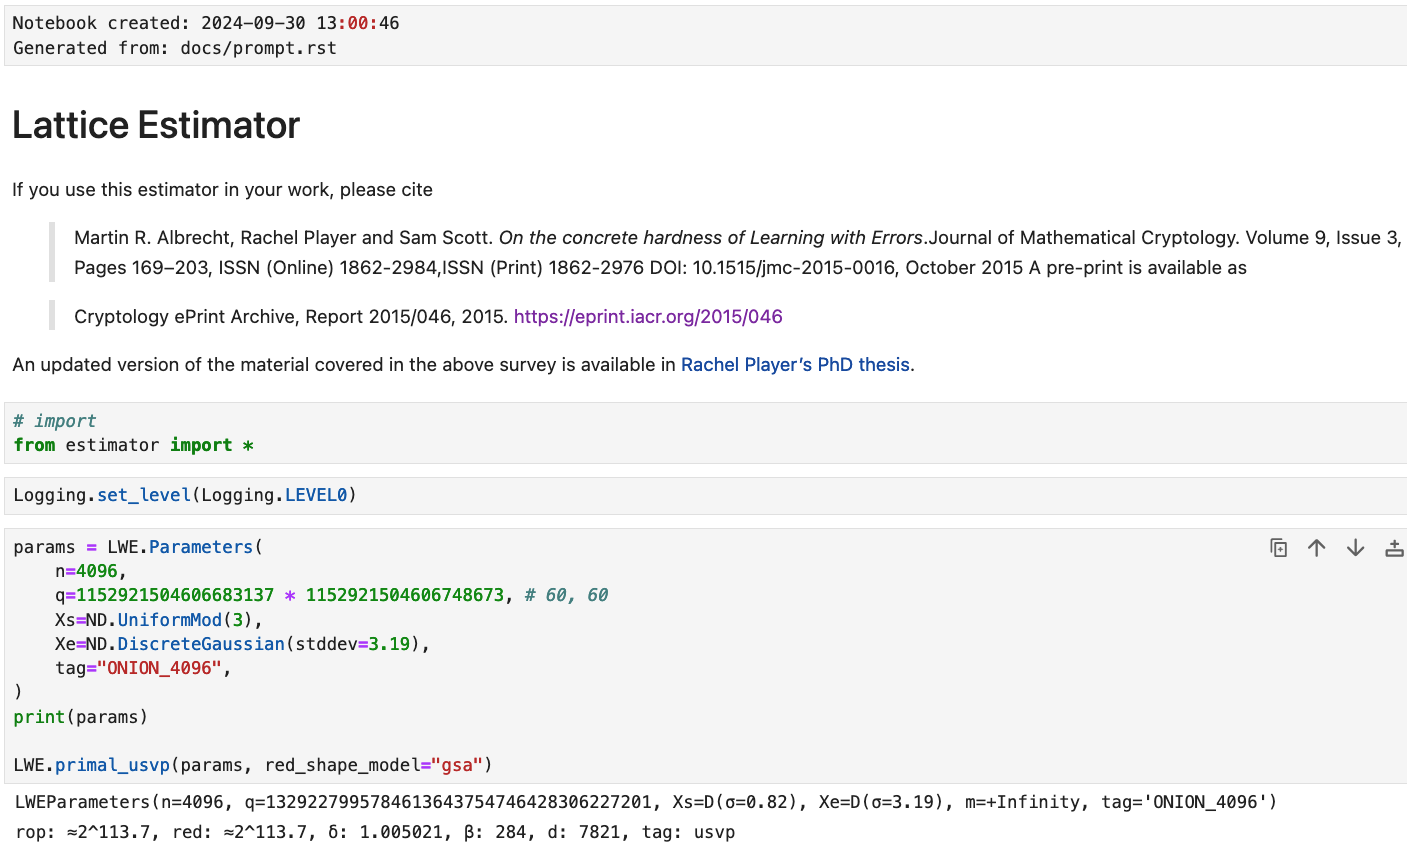 Notebook created: 2024-09-30 13:00:46
Generated from: docs/prompt.rst
Lattice Estimator
If you use this estimator in your work, please cite
Martin R. Albrecht, Rachel Player and Sam Scott. On the concrete hardness of Learning with Errors.Journal of Mathematical Cryptology. Volume 9, Issue 3,
Pages 169–203, ISSN (Online) 1862-2984,ISSN (Print) 1862-2976 DOI: 10.1515/jmc-2015-0016, October 2015 A pre-print is available as
Cryptology ePrint Archive, Report 2015/046, 2015. https://eprint.iacr.org/2015/046
An updated version of the material covered in the above survey is available in Rachel Player’s PhD thesis.
# import
from estimator import *
Logging.set_level(Logging.LEVEL0)
params = LWE.Parameters(
    n=4096,
    q=1152921504606683137 * 1152921504606748673, # 60, 60
    Xs=ND.UniformMod(3),
    Xe=ND.DiscreteGaussian(stddev=3.19),
    tag="ONION_4096",
)
print(params)
LWE.primal_usvp(params, red_shape_model="gsa")
LWEParameters(n=4096, q=1329227995784613643754746428306227201, Xs=D(σ=0.82), Xe=D(σ=3.19), m=+Infinity, tag='ONION_4096')
rop: ≈2^113.7, red: ≈2^113.7, δ: 1.005021, β: 284, d: 7821, tag: usvp